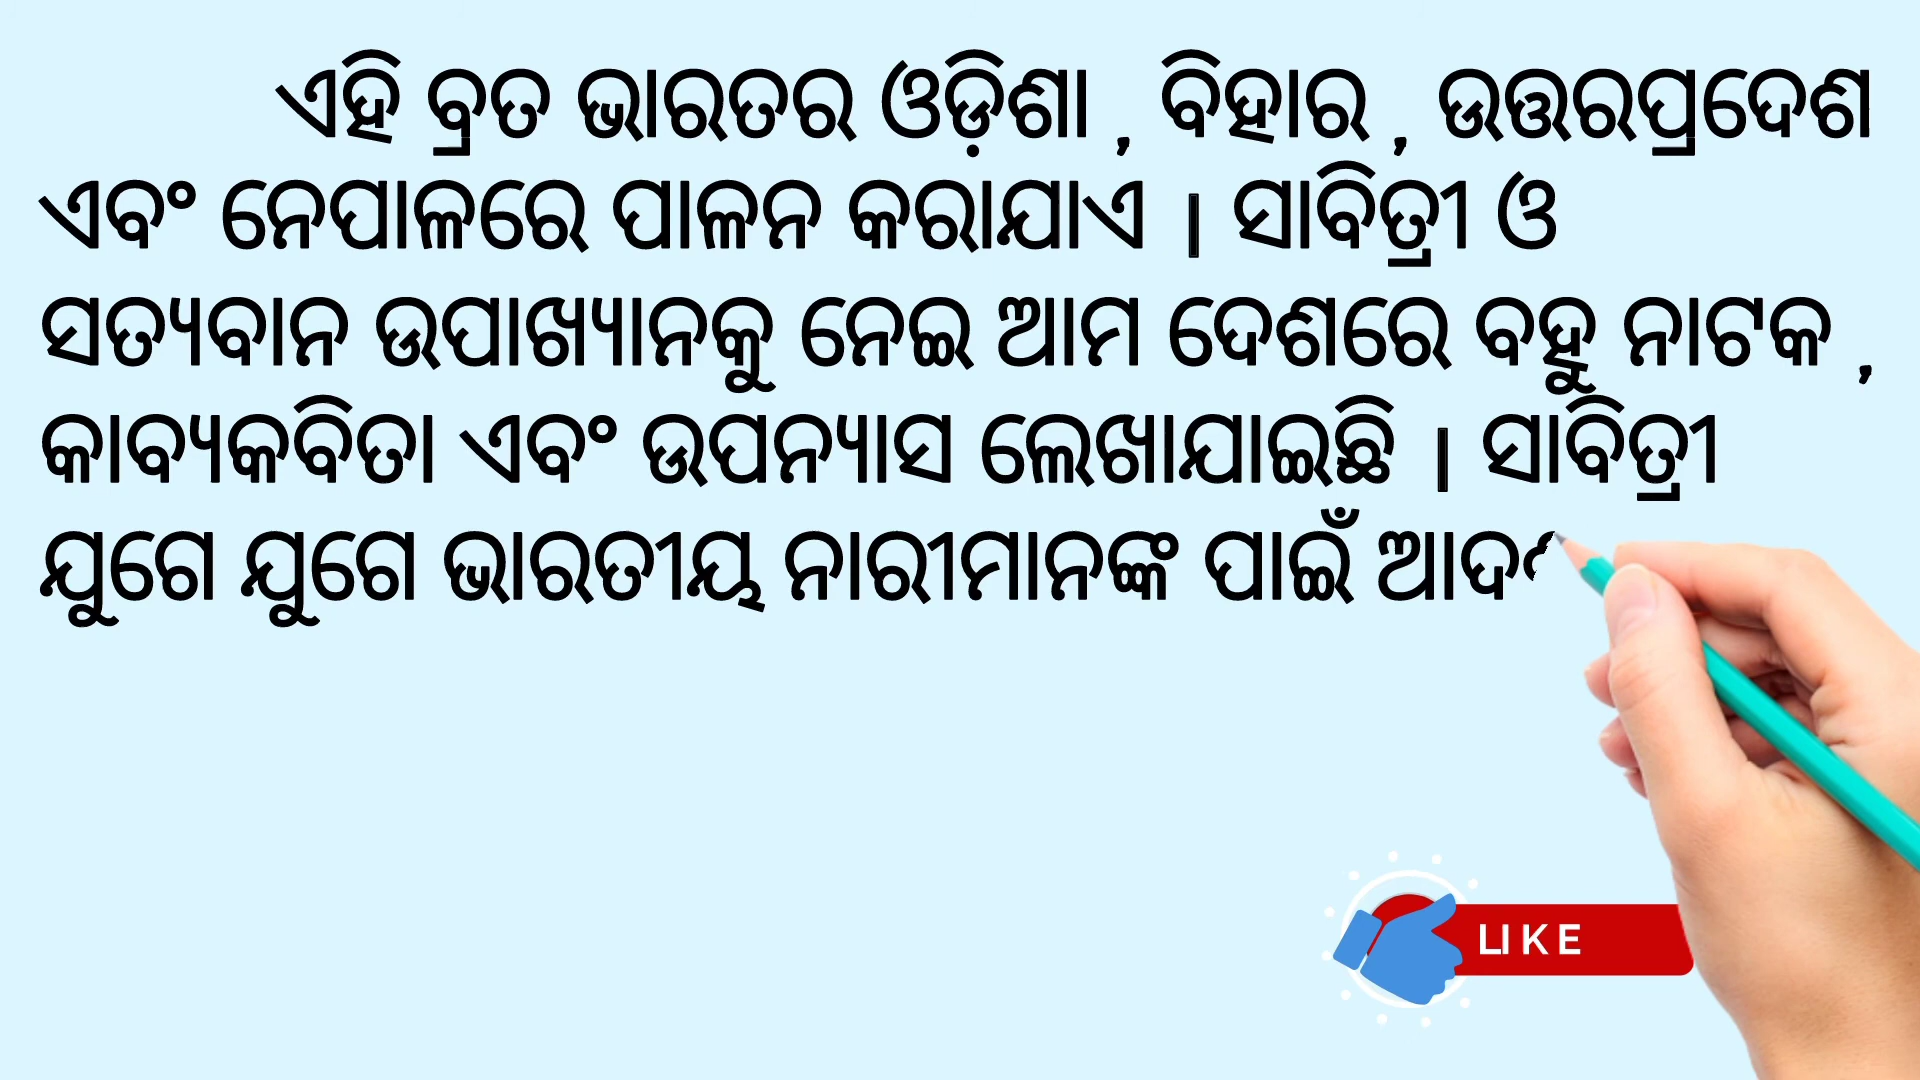 ଏହି ବ୍ରତ ଭାରତର ଓଡ଼ିଶା , ବିହାର , ଉତ୍ତରପ୍ରଦେଶ
ଏବଂ ନେପାଳରେ ପାଳନ କରାଯାଏ | ସାବିତ୍ରୀ ଓ
ସତ୍ୟବାନ ଉପାଖ୍ୟାନକୁ ନେଇ ଆମ ଦେଶରେ ବହୁ ନାଟକ ,
କାବ୍ୟକବିତା ଏବଂ ଉପନ୍ୟାସ ଲେଖାଯାଇଛି | ସାବିତ୍ରୀ
ଯୁଗେ ଯୁଗେ ଭାରତୀୟ ନାରୀମାନଙ୍କ ପାଇଁ
LIKE